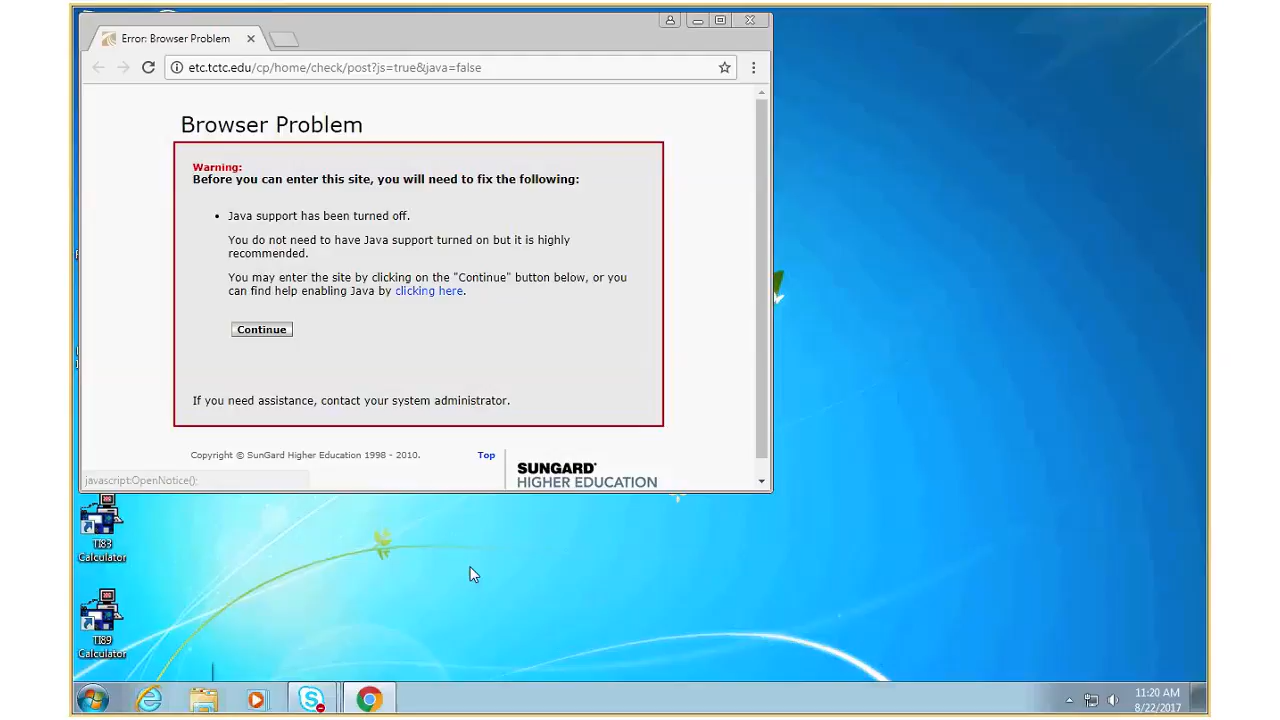 Error: Browser Problem
etc.tctc.edu/cp/home/check/post?js=true&java=false
Browser Problem
Warning:
Before you can enter this site, you will need to fix the following:
• Java support has been turned off.
You do not need to have Java support turned on but it is highly
recommended.
You may enter the site by clicking on the "Continue" button below, or you
can find help enabling Java by clicking here.
Continue
If you need assistance, contact your system administrator.
Copyright © SunGard Higher Education 1998 - 2010.
Top
SUNGARD®
HIGHER EDUCATION
javascript:OpenNotice();
TI83
Calculator
TI89
Calculator
11:20 AM
8/22/2017